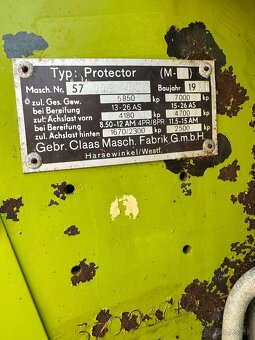 Typ: Protector (M-
Masch. Nr. 57 Baujahr 19
zul. Ges. Gew. 5850 kp 7000 kp
bei Bereifung 13-26 AS 15-26 AS
zul. Achslast vorn 4180 kp 4700 kp
bei Bereifung 8.50-12 AM 4PR/8PR 11.5-15 AM
zul. Achslast hinten 1670/2300 kp 2500 kp
Gebr. Claas Masch. Fabrik G.m.b.H.
Harsewinkel/Westf.